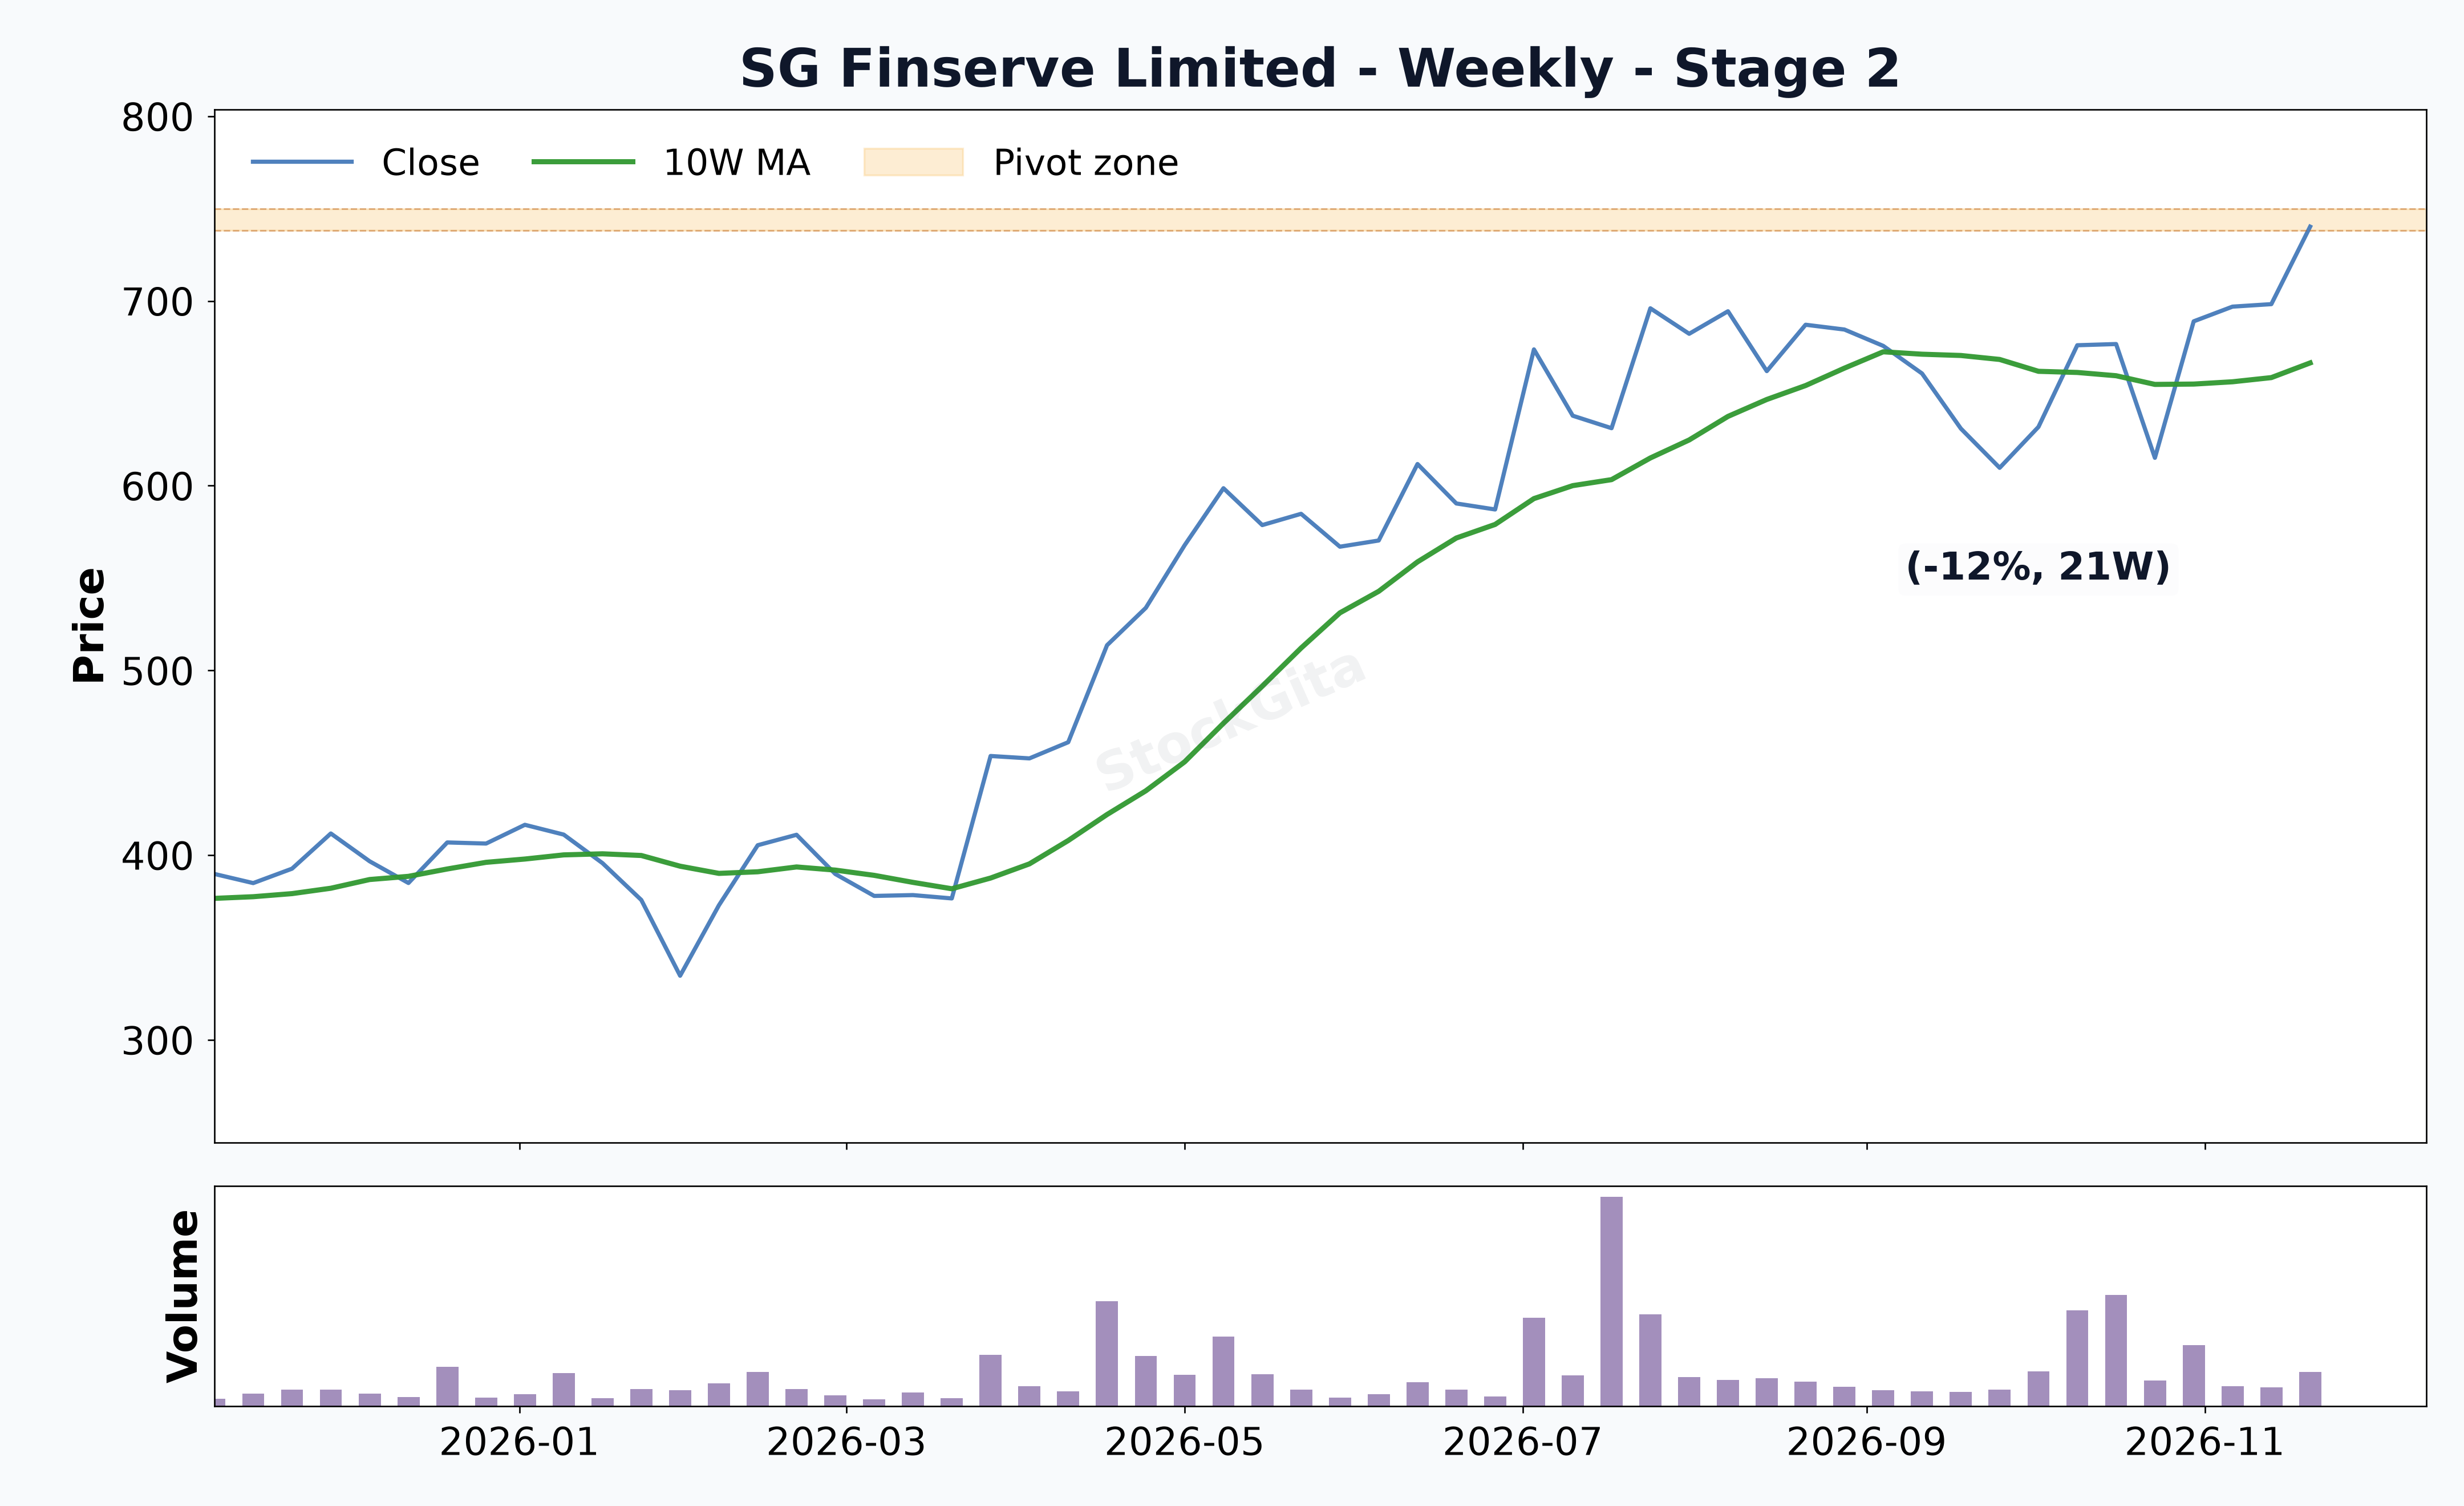 SG Finserve Limited - Weekly - Stage 2
Close 10W MA Pivot zone
800
700
600
500
400
300
Price
(-12%, 21W)
StockGita
Volume
2026-01 2026-03 2026-05 2026-07 2026-09 2026-11